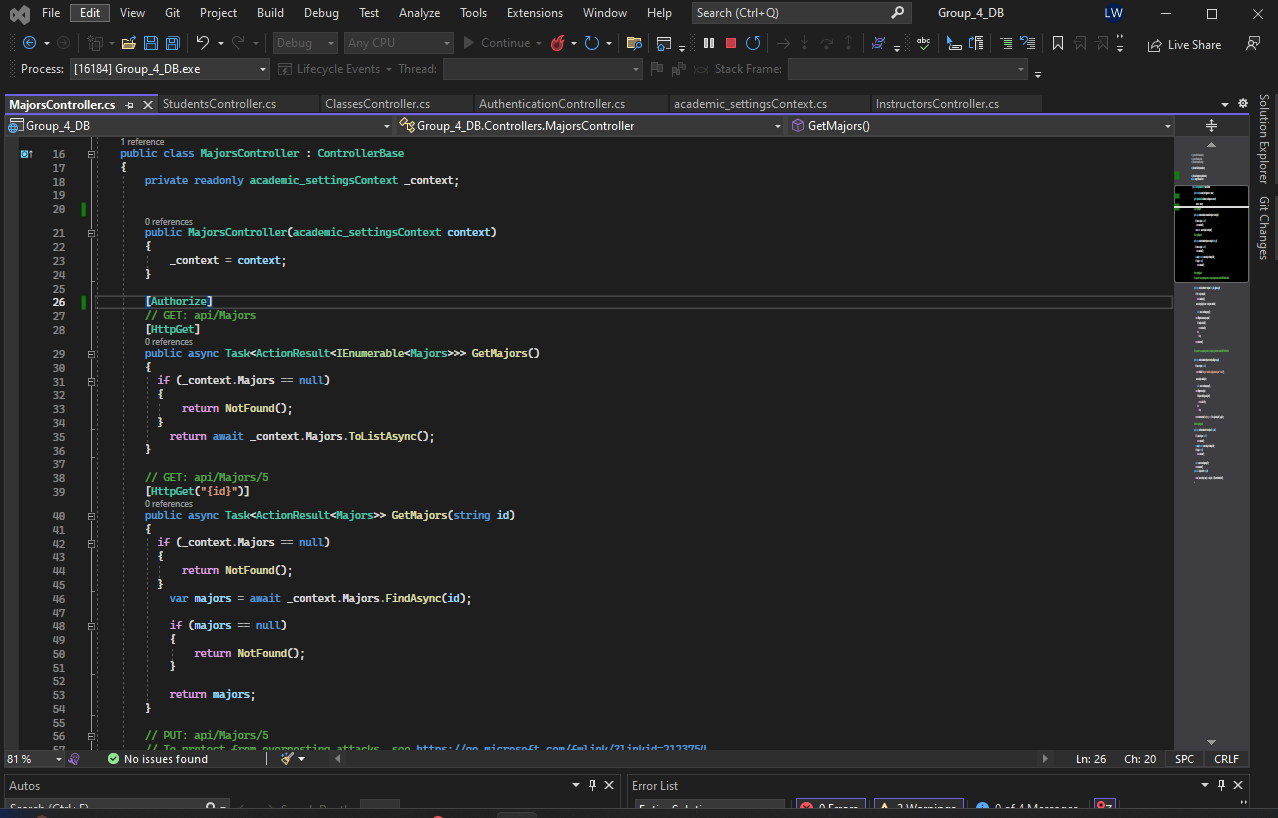 File Edit View Git Project Build Debug Test Analyze Tools Extensions Window Help Search (Ctrl+Q) Group_4_DB LW
Debug Any CPU Continue Live Share
Process: [16184] Group_4_DB.exe Lifecycle Events Thread: Stack Frame:
MajorsController.cs StudentsController.cs ClassesController.cs AuthenticationController.cs academic_settingsContext.cs InstructorsController.cs
Group_4_DB Group_4_DB.Controllers.MajorsController GetMajors()
Solution Explorer
Git Changes
1 reference
16 public class MajorsController : ControllerBase
17 {
18 private readonly academic_settingsContext _context;
19
20
0 references
21 public MajorsController(academic_settingsContext context)
22 {
23 _context = context;
24 }
25
26 [Authorize]
27 // GET: api/Majors
28 [HttpGet]
0 references
29 public async Task<ActionResult<IEnumerable<Majors>>> GetMajors()
30 {
31 if (_context.Majors == null)
32 {
33 return NotFound();
34 }
35 return await _context.Majors.ToListAsync();
36 }
37
38 // GET: api/Majors/5
39 [HttpGet("{id}")]
0 references
40 public async Task<ActionResult<Majors>> GetMajors(string id)
41 {
42 if (_context.Majors == null)
43 {
44 return NotFound();
45 }
46 var majors = await _context.Majors.FindAsync(id);
47
48 if (majors == null)
49 {
50 return NotFound();
51 }
52
53 return majors;
54 }
55
56 // PUT: api/Majors/5
57 // To protect from overposting attacks, see https://go.microsoft.com/fwlink/?linkid=2123754
81 % No issues found Ln: 26 Ch: 20 SPC CRLF
Autos Error List
Search (Ctrl+E) Search Depth: Entire Solution 0 Errors 2 Warnings 0 of 4 Messages